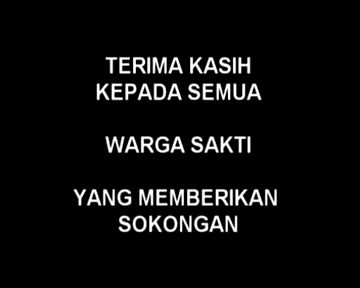 TERIMA KASIH
KEPADA SEMUA
WARGA SAKTI
YANG MEMBERIKAN
SOKONGAN